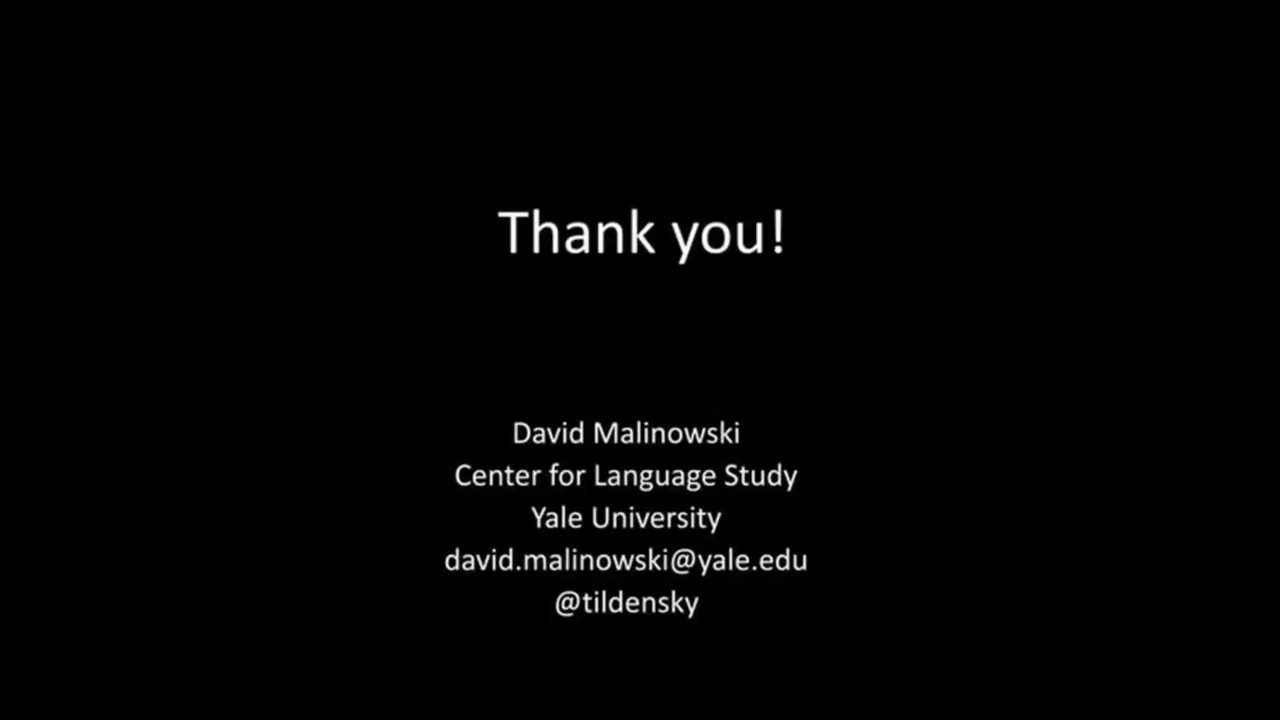 Thank you!
David Malinowski
Center for Language Study
Yale University
david.malinowski@yale.edu
@tildensky